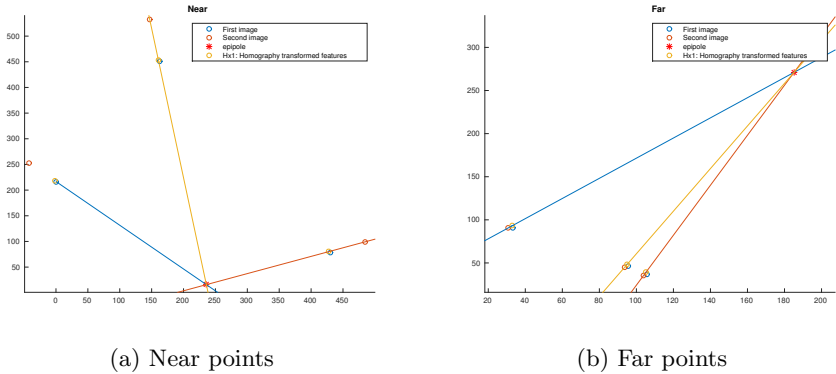 Near
500
450
400
350
300
250
200
150
100
50
0 50 100 150 200 250 300 350 400 450
First image
Second image
epipole
Hx1: Homography transformed features
(a) Near points
Far
300
250
200
150
100
50
20 40 60 80 100 120 140 160 180 200
First image
Second image
epipole
Hx1: Homography transformed features
(b) Far points